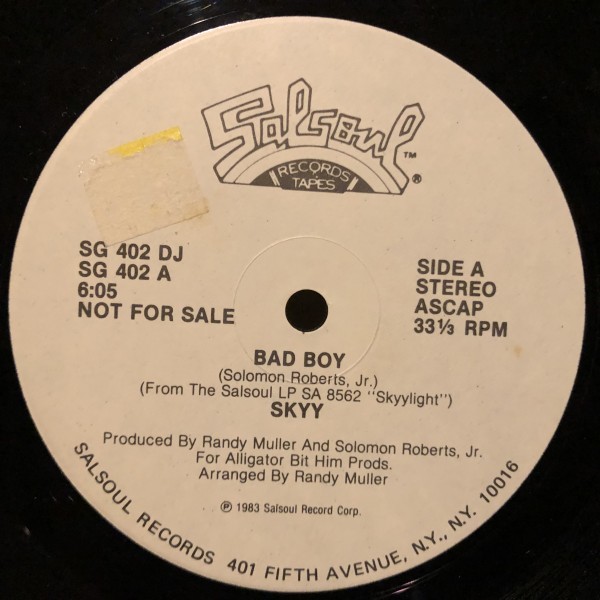 Salsoul
TM
RECORDS
TAPES
®
SG 402 DJ
SG 402 A
6:05
NOT FOR SALE
SIDE A
STEREO
ASCAP
33⅓ RPM
BAD BOY
(Solomon Roberts, Jr.)
(From The Salsoul LP SA 8562 "Skyylight")
SKYY
Produced By Randy Muller And Solomon Roberts, Jr.
For Alligator Bit Him Prods.
Arranged By Randy Muller
℗ 1983 Salsoul Record Corp.
SALSOUL RECORDS 401 FIFTH AVENUE, N.Y., N.Y. 10016